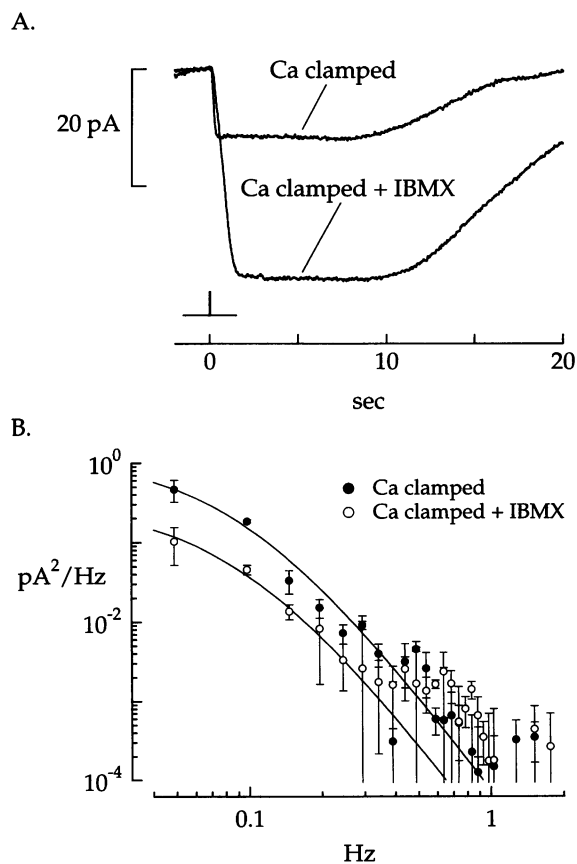 A.
Ca clamped
20 pA
Ca clamped + IBMX
0 10 20
sec
B.
10^0
Ca clamped
Ca clamped + IBMX
pA^2/Hz
10^-2
10^-4
0.1 1
Hz